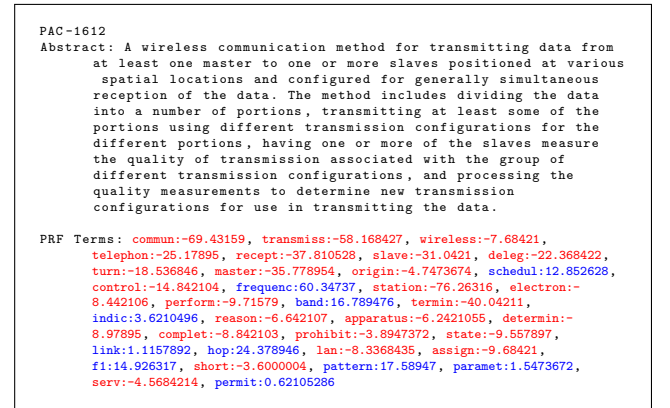 PAC-1612
Abstract: A wireless communication method for transmitting data from
at least one master to one or more slaves positioned at various
spatial locations and configured for generally simultaneous
reception of the data. The method includes dividing the data
into a number of portions, transmitting at least some of the
portions using different transmission configurations for the
different portions, having one or more of the slaves measure
the quality of transmission associated with the group of
different transmission configurations, and processing the
quality measurements to determine new transmission
configurations for use in transmitting the data.
PRF Terms: commun:-69.43159, transmiss:-58.168427, wireless:-7.68421,
telephon:-25.17895, recept:-37.810528, slave:-31.0421, deleg:-22.368422,
turn:-18.536846, master:-35.778954, origin:-4.7473674, schedul:12.852628,
control:-14.842104, frequenc:60.34737, station:-76.26316, electron:-
8.442106, perform:-9.71579, band:16.789476, termin:-40.04211,
indic:3.6210496, reason:-6.642107, apparatus:-6.2421055, determin:-
8.97895, complet:-8.842103, prohibit:-3.8947372, state:-9.557897,
link:1.1157892, hop:24.378946, lan:-8.3368435, assign:-9.68421,
f1:14.926317, short:-3.6000004, pattern:17.58947, paramet:1.5473672,
serv:-4.5684214, permit:0.62105286